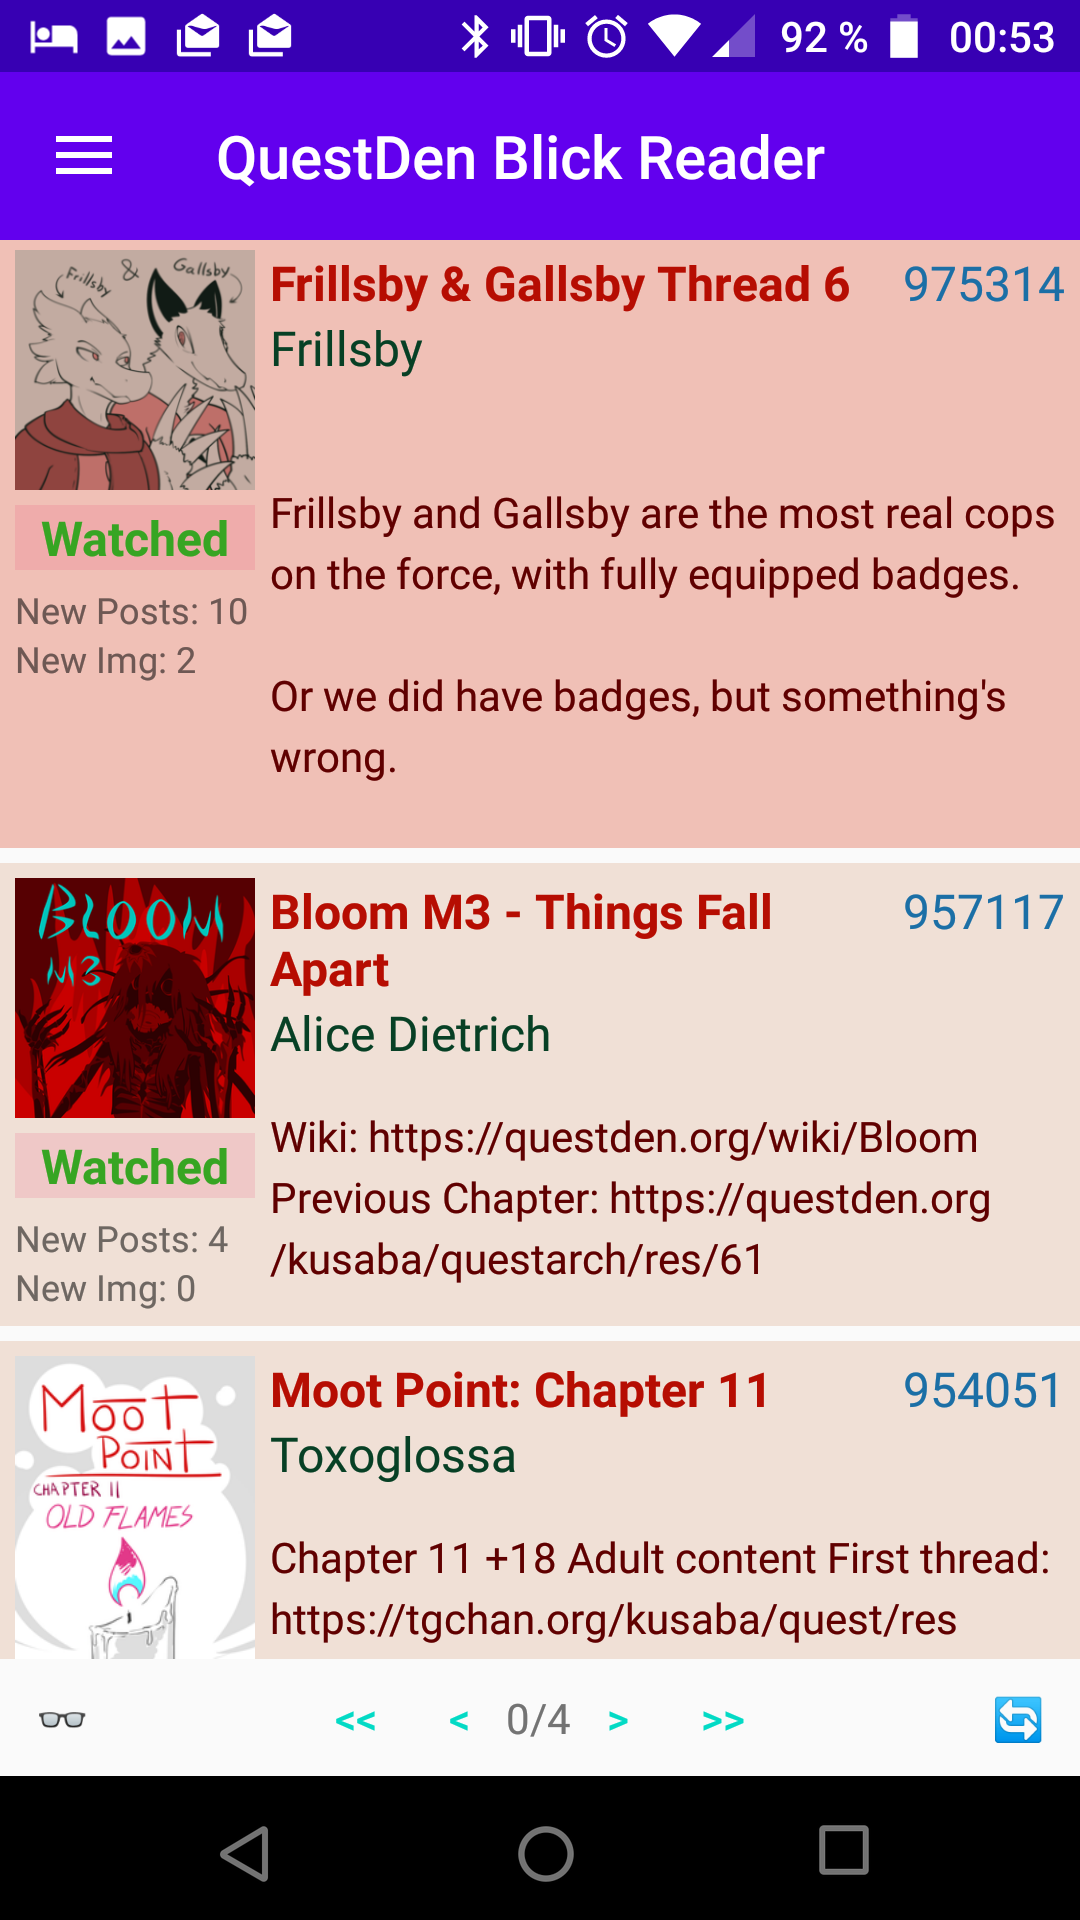 92 % 00:53
QuestDen Blick Reader
Frillsby & Gallsby
Frillsby & Gallsby Thread 6 975314
Frillsby
Frillsby and Gallsby are the most real cops
on the force, with fully equipped badges.
Or we did have badges, but something's
wrong.
Watched
New Posts: 10
New Img: 2
BLOOM
M3
Bloom M3 - Things Fall 957117
Apart
Alice Dietrich
Wiki: https://questden.org/wiki/Bloom
Previous Chapter: https://questden.org
/kusaba/questarch/res/61
Watched
New Posts: 4
New Img: 0
MOOT
POINT
CHAPTER 11
OLD FLAMES
Moot Point: Chapter 11 954051
Toxoglossa
Chapter 11 +18 Adult content First thread:
https://tgchan.org/kusaba/quest/res
<< < 0/4 > >>